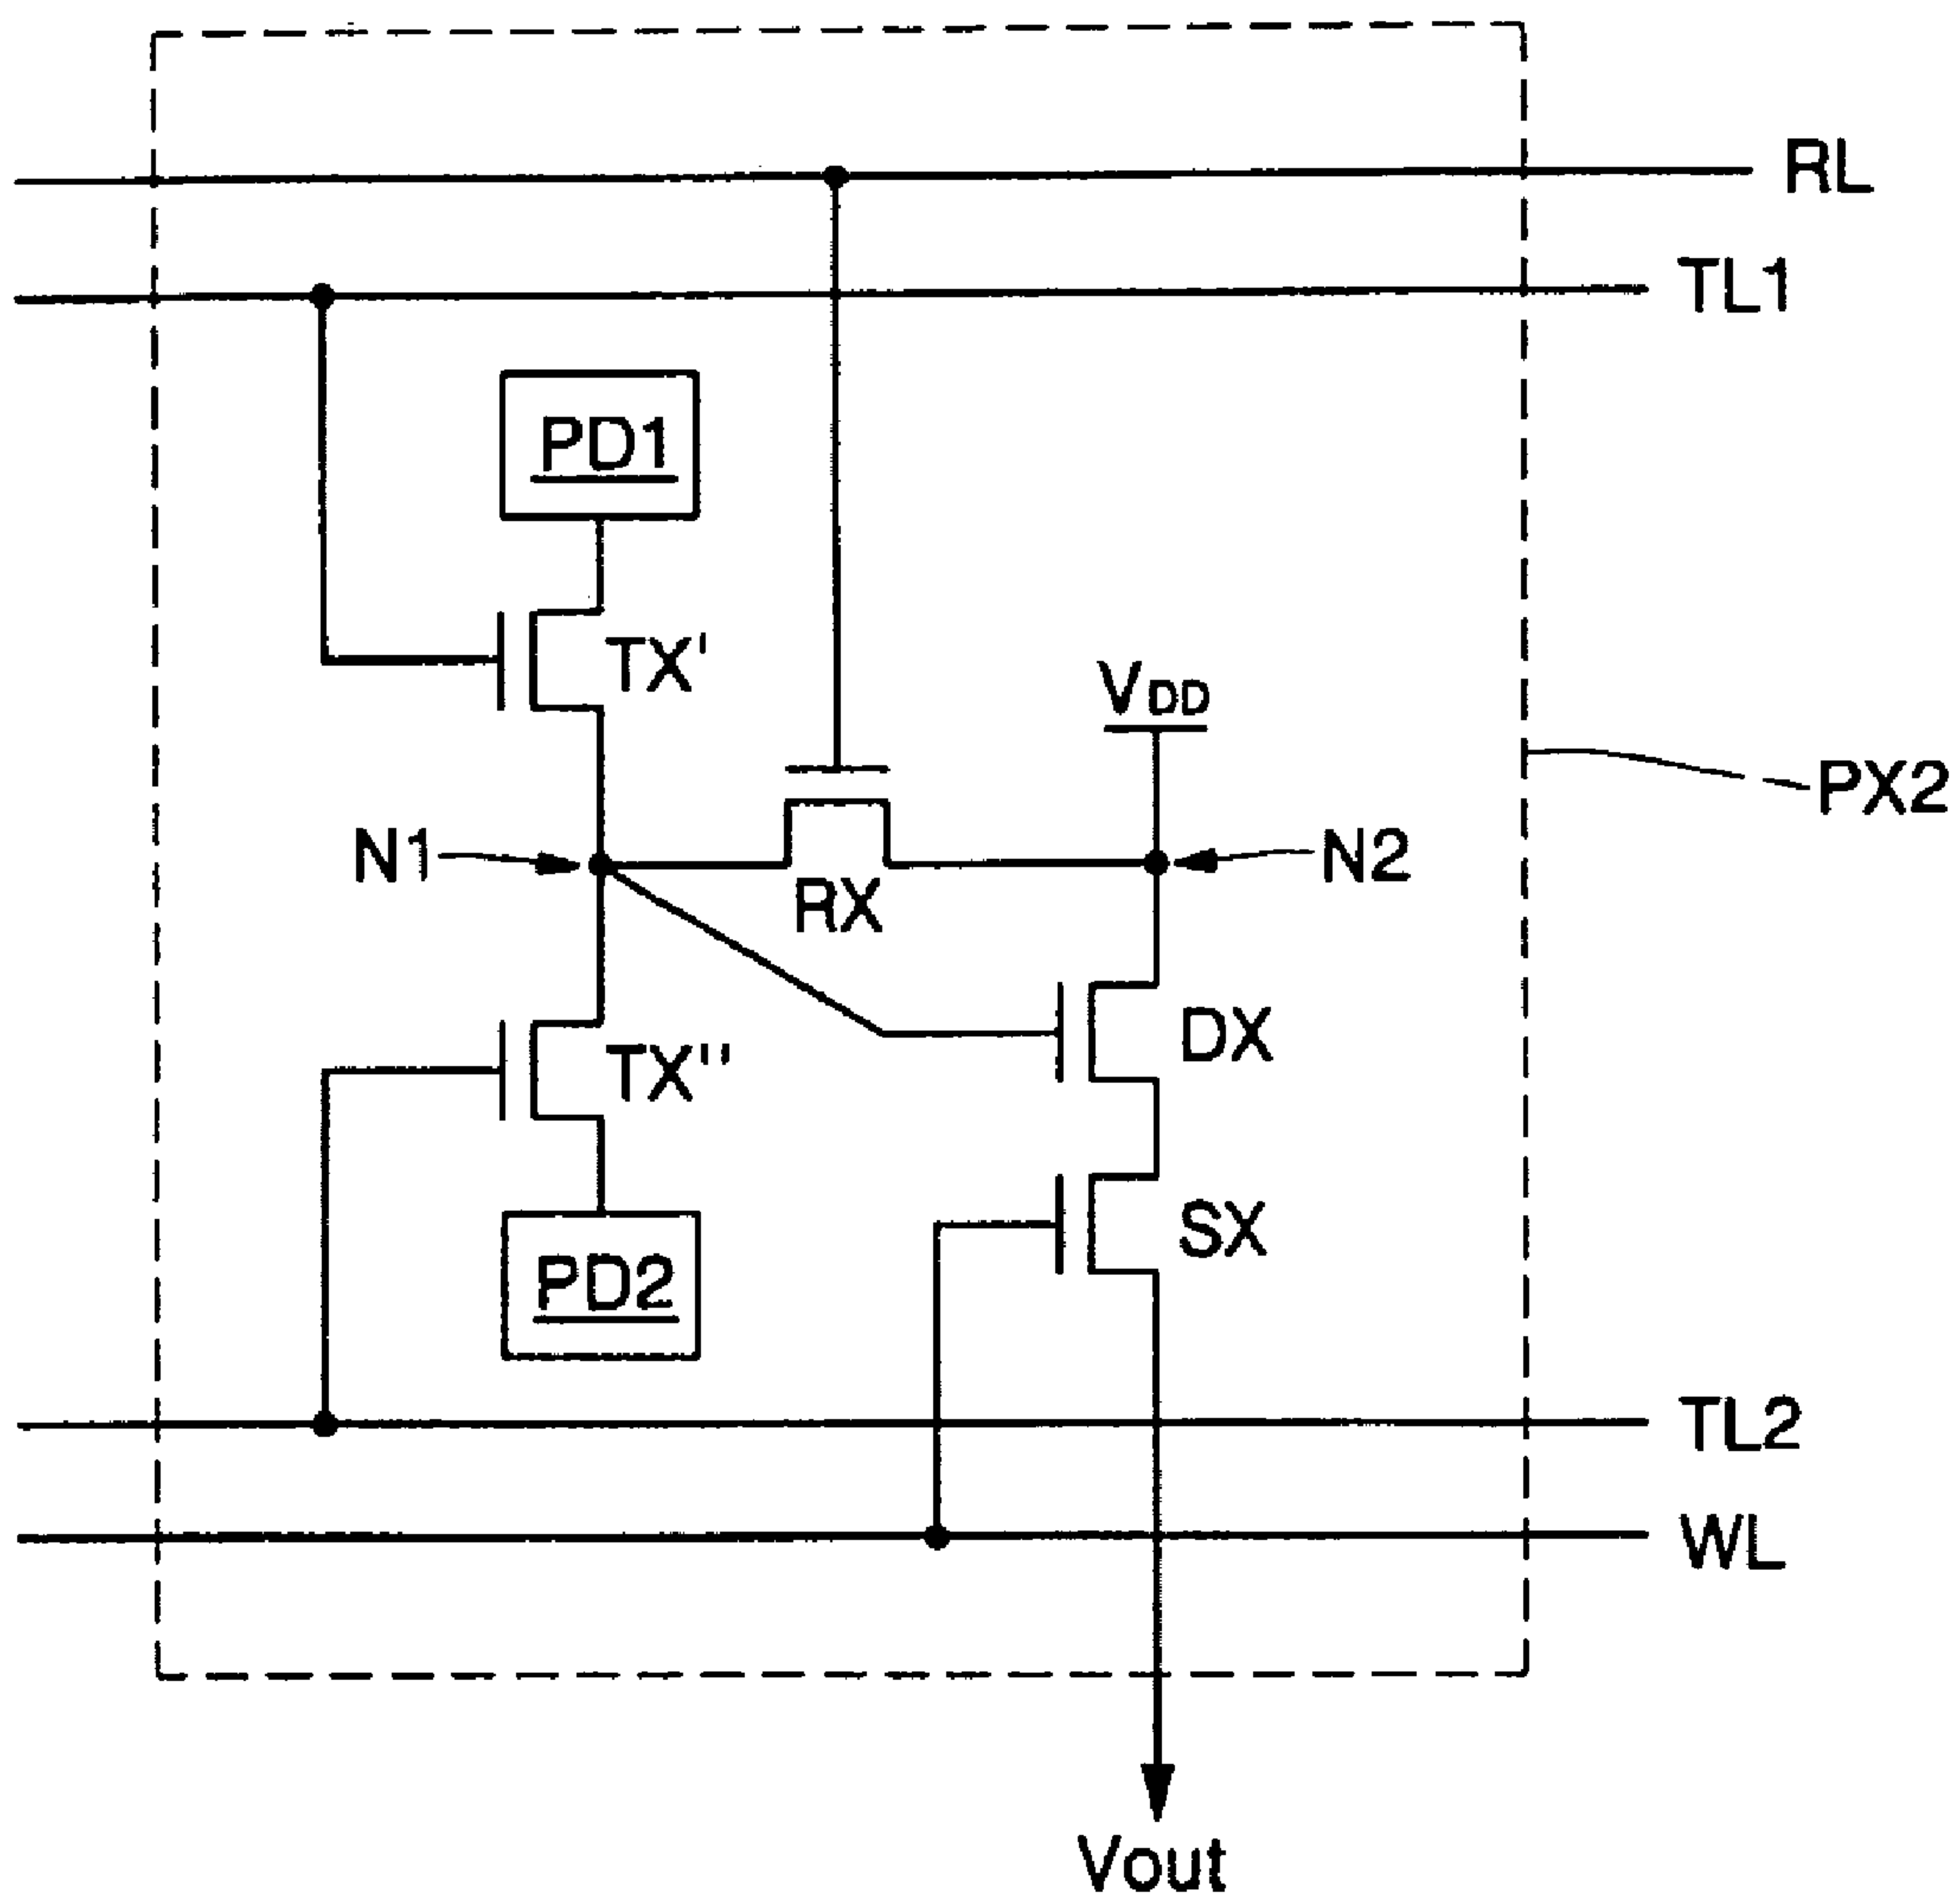 RL
TL1
PD1
TX'
VDD
PX2
N1
N2
RX
DX
TX"
SX
PD2
TL2
WL
Vout